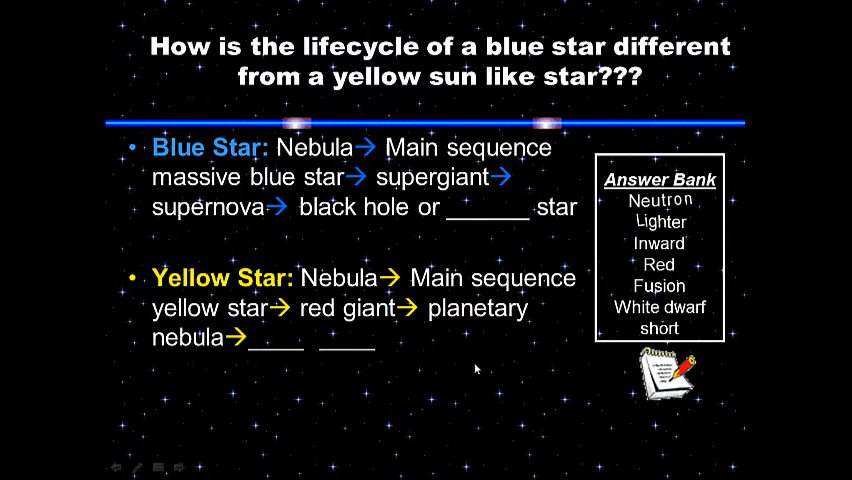 How is the lifecycle of a blue star different
from a yellow sun like star???
• Blue Star: Nebula→ Main sequence
massive blue star→ supergiant→
supernova→ black hole or ______ star
• Yellow Star: Nebula→ Main sequence
yellow star→ red giant→ planetary
nebula→____ ____
Answer Bank
Neutron
Lighter
Inward
Red
Fusion
White dwarf
short